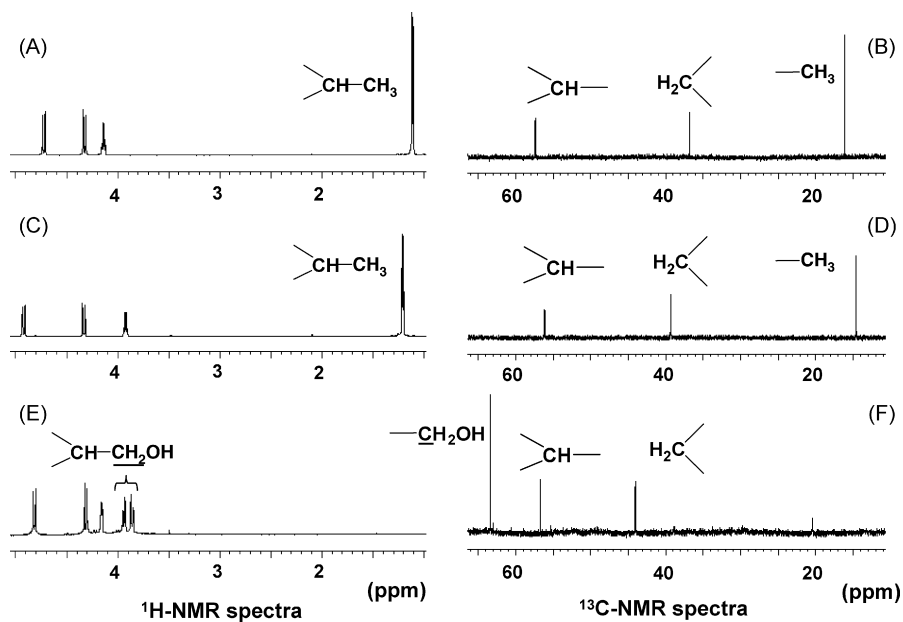 (A)
CH—CH₃
4 3 2
(B)
CH
H₂C
—CH₃
60 40 20
(C)
CH—CH₃
4 3 2
(D)
CH
H₂C
—CH₃
60 40 20
(E)
CH—CH₂OH
4 3 2
(ppm)
¹H-NMR spectra
—CH₂OH
(F)
CH
H₂C
60 40 20
(ppm)
¹³C-NMR spectra